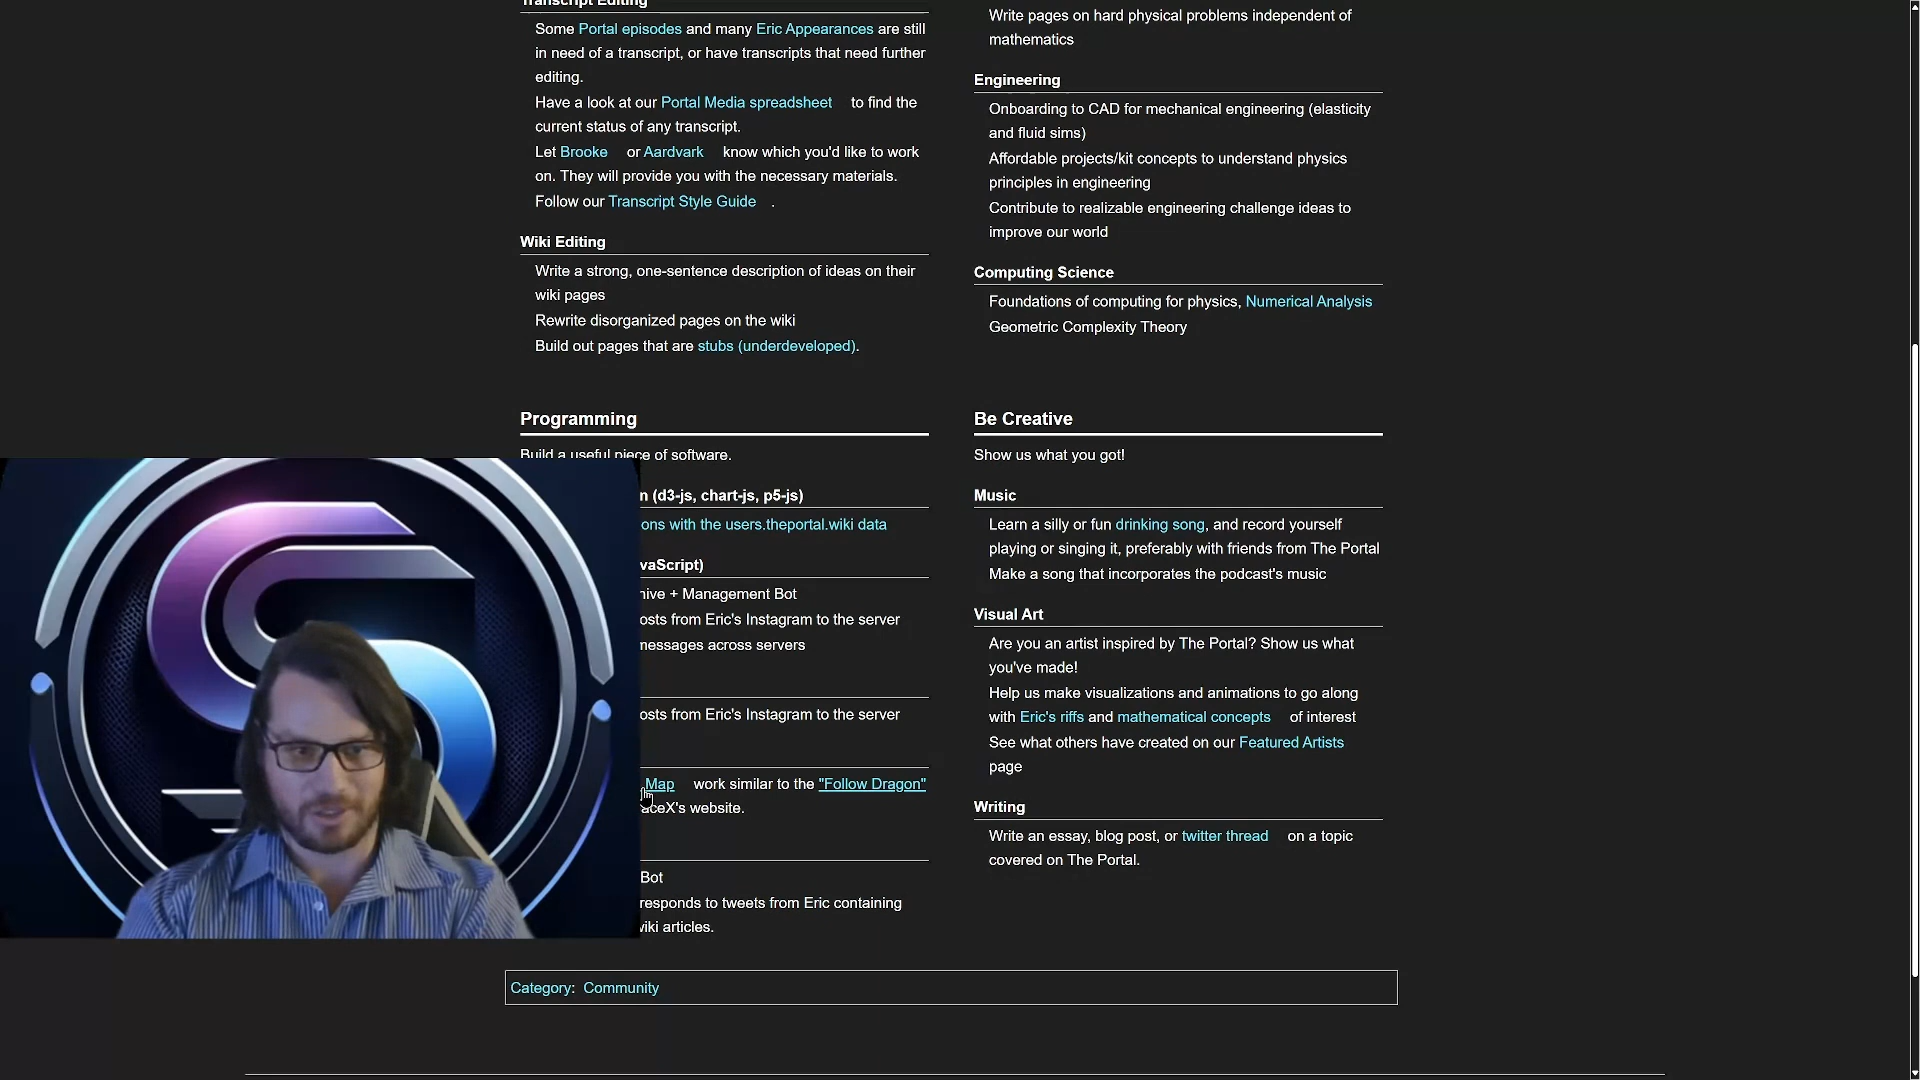 Transcript Editing
Some Portal episodes and many Eric Appearances are still
in need of a transcript, or have transcripts that need further
editing.
Have a look at our Portal Media spreadsheet to find the
current status of any transcript.
Let Brooke or Aardvark know which you'd like to work
on. They will provide you with the necessary materials.
Follow our Transcript Style Guide .
Wiki Editing
Write a strong, one-sentence description of ideas on their
wiki pages
Rewrite disorganized pages on the wiki
Build out pages that are stubs (underdeveloped).
Write pages on hard physical problems independent of
mathematics
Engineering
Onboarding to CAD for mechanical engineering (elasticity
and fluid sims)
Affordable projects/kit concepts to understand physics
principles in engineering
Contribute to realizable engineering challenge ideas to
improve our world
Computing Science
Foundations of computing for physics, Numerical Analysis
Geometric Complexity Theory
Programming
Build a useful piece of software.
n (d3-js, chart-js, p5-js)
ons with the users.theportal.wiki data
vaScript)
hive + Management Bot
osts from Eric's Instagram to the server
messages across servers
osts from Eric's Instagram to the server
Map work similar to the "Follow Dragon"
aceX's website.
Bot
responds to tweets from Eric containing
wiki articles.
Be Creative
Show us what you got!
Music
Learn a silly or fun drinking song, and record yourself
playing or singing it, preferably with friends from The Portal
Make a song that incorporates the podcast's music
Visual Art
Are you an artist inspired by The Portal? Show us what
you've made!
Help us make visualizations and animations to go along
with Eric's riffs and mathematical concepts of interest
See what others have created on our Featured Artists
page
Writing
Write an essay, blog post, or twitter thread on a topic
covered on The Portal.
Category: Community